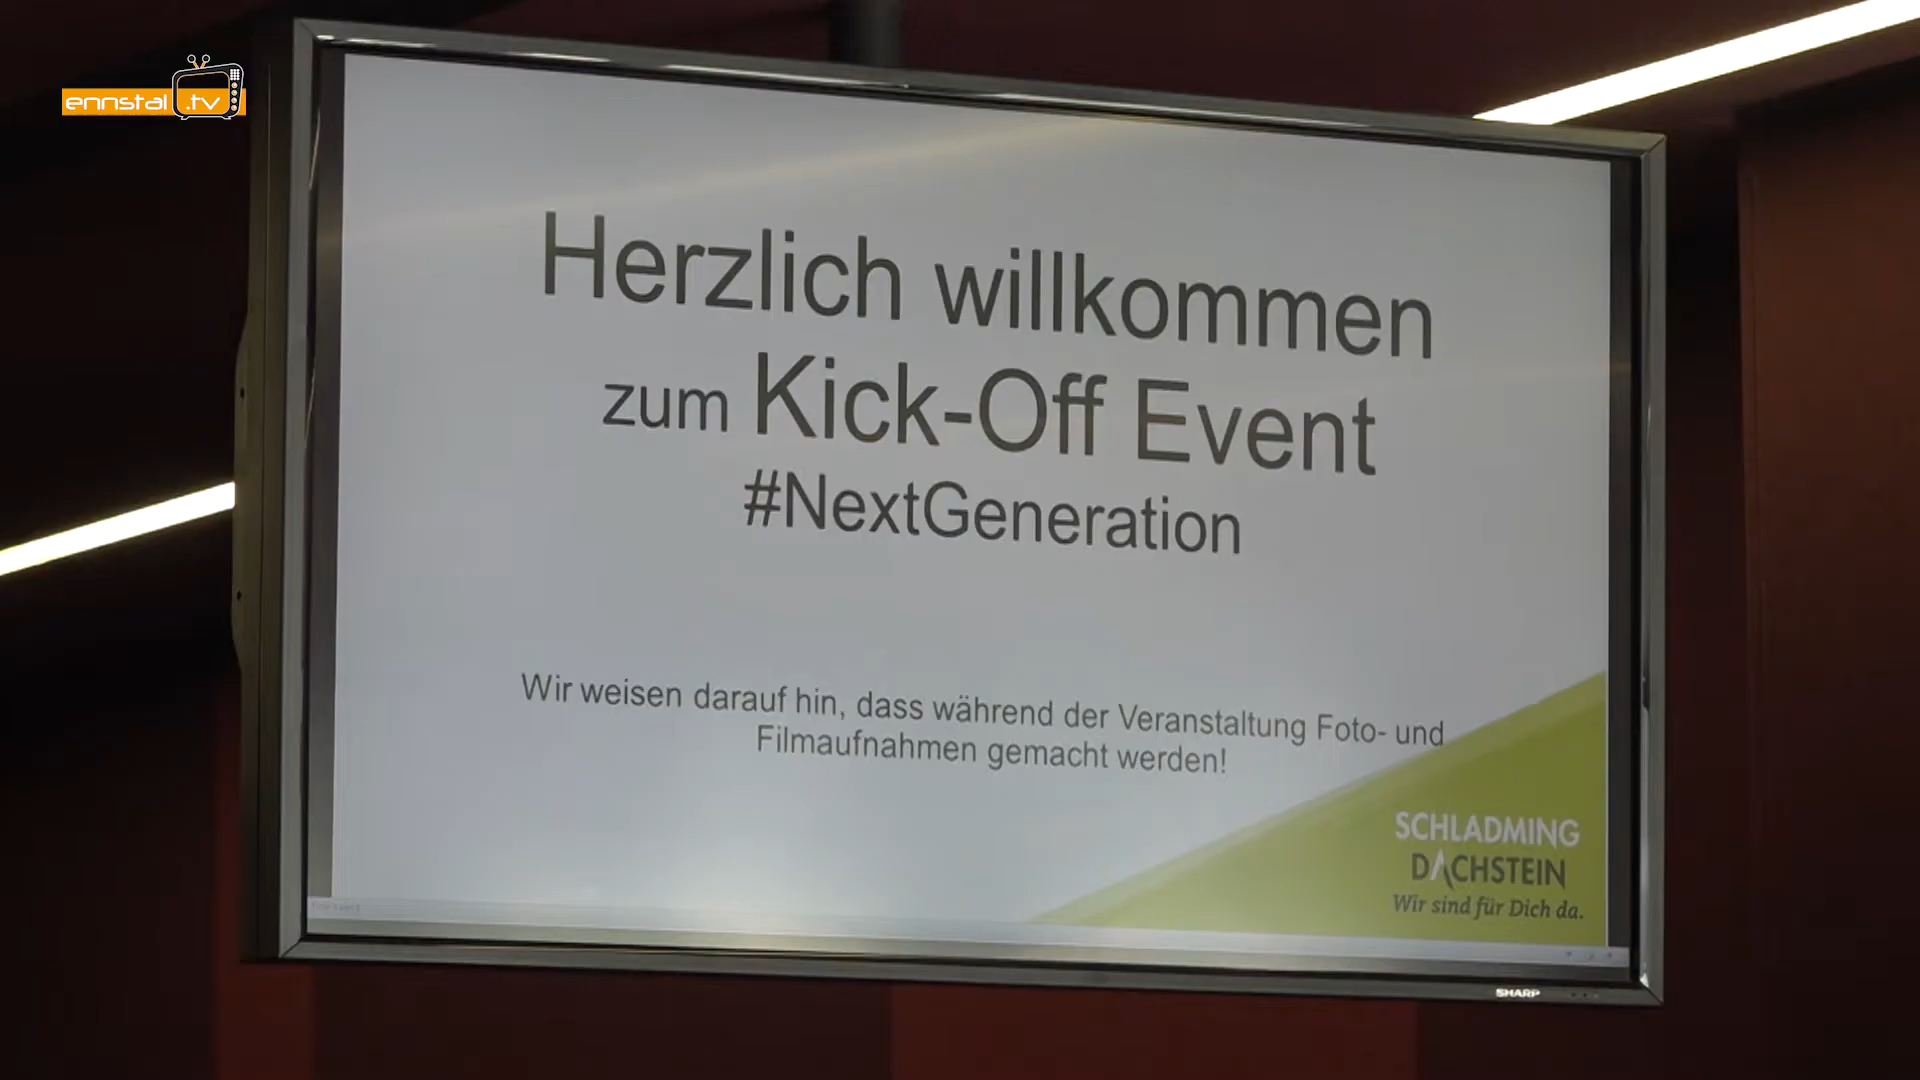 ennstal.tv
Herzlich willkommen
zum Kick-Off Event
#NextGeneration
Wir weisen darauf hin, dass während der Veranstaltung Foto- und
Filmaufnahmen gemacht werden!
SCHLADMING
DACHSTEIN
Wir sind für Dich da.
SHARP